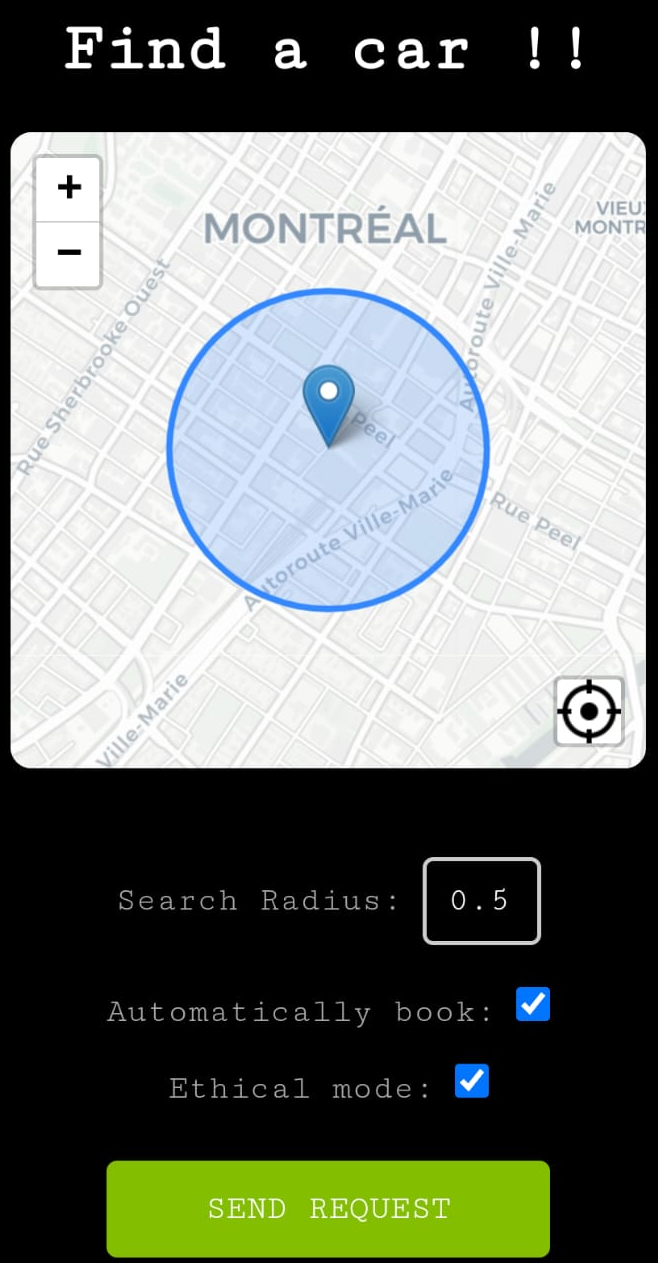 Find a car !!
+
−
MONTRÉAL
VIEU
MONTR
Rue Sherbrooke Ouest
Autoroute Ville-Marie
Peel
Autoroute Ville-Marie
Rue Peel
Ville-Marie
Search Radius: 0.5
Automatically book:
Ethical mode:
SEND REQUEST